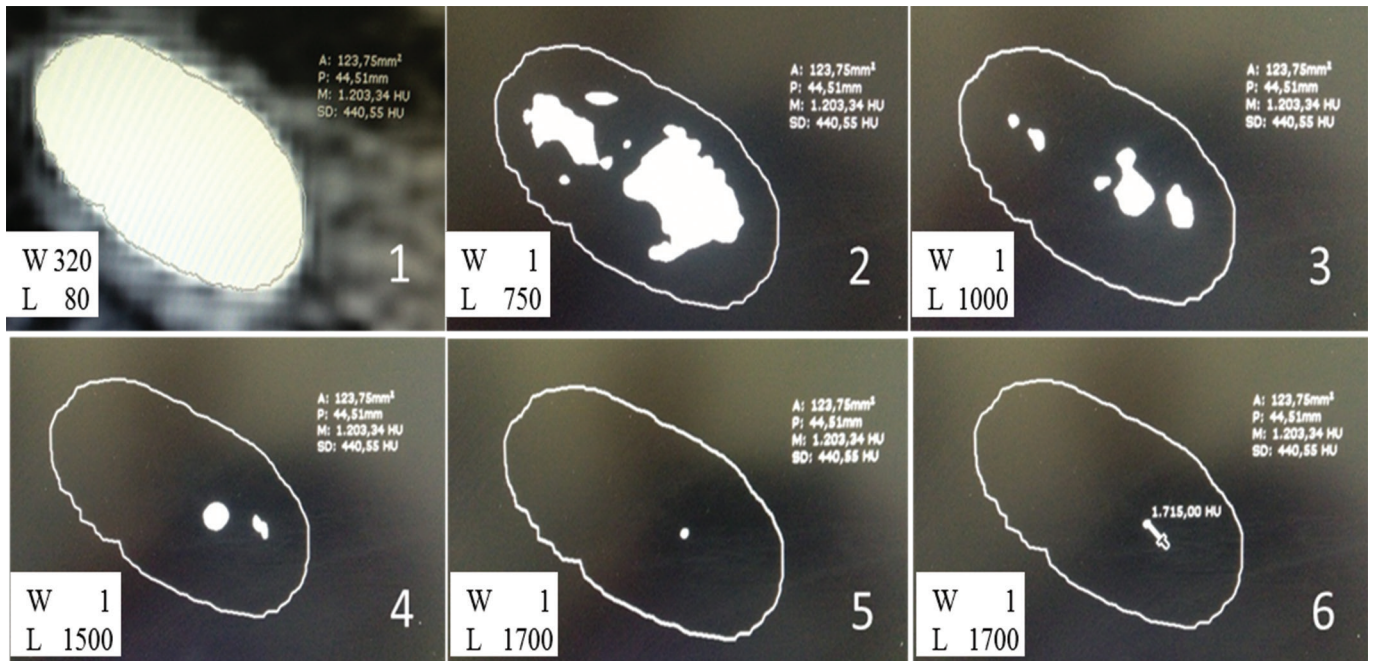 A: 123,75mm²
P: 44,51mm
M: 1.203,34 HU
SD: 440,55 HU
W 320
L 80
1
A: 123,75mm²
P: 44,51mm
M: 1.203,34 HU
SD: 440,55 HU
W 1
L 750
2
A: 123,75mm²
P: 44,51mm
M: 1.203,34 HU
SD: 440,55 HU
W 1
L 1000
3
A: 123,75mm²
P: 44,51mm
M: 1.203,34 HU
SD: 440,55 HU
W 1
L 1500
4
A: 123,75mm²
P: 44,51mm
M: 1.203,34 HU
SD: 440,55 HU
W 1
L 1700
5
A: 123,75mm²
P: 44,51mm
M: 1.203,34 HU
SD: 440,55 HU
1.715,00 HU
W 1
L 1700
6